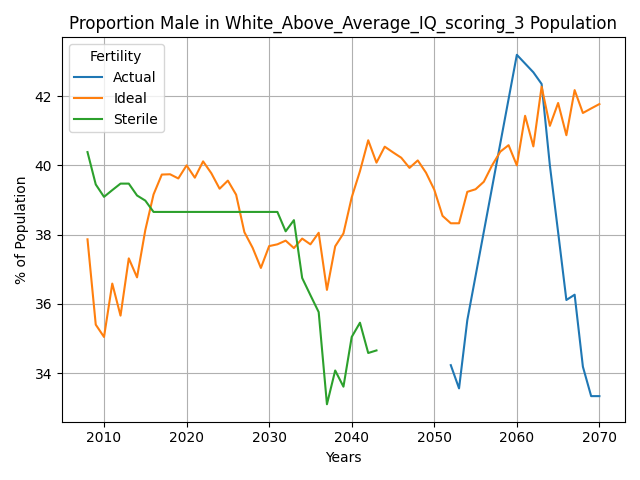 Proportion Male in White_Above_Average_IQ_scoring_3 Population
Fertility
Actual
Ideal
Sterile
% of Population
42
40
38
36
34
2010 2020 2030 2040 2050 2060 2070
Years